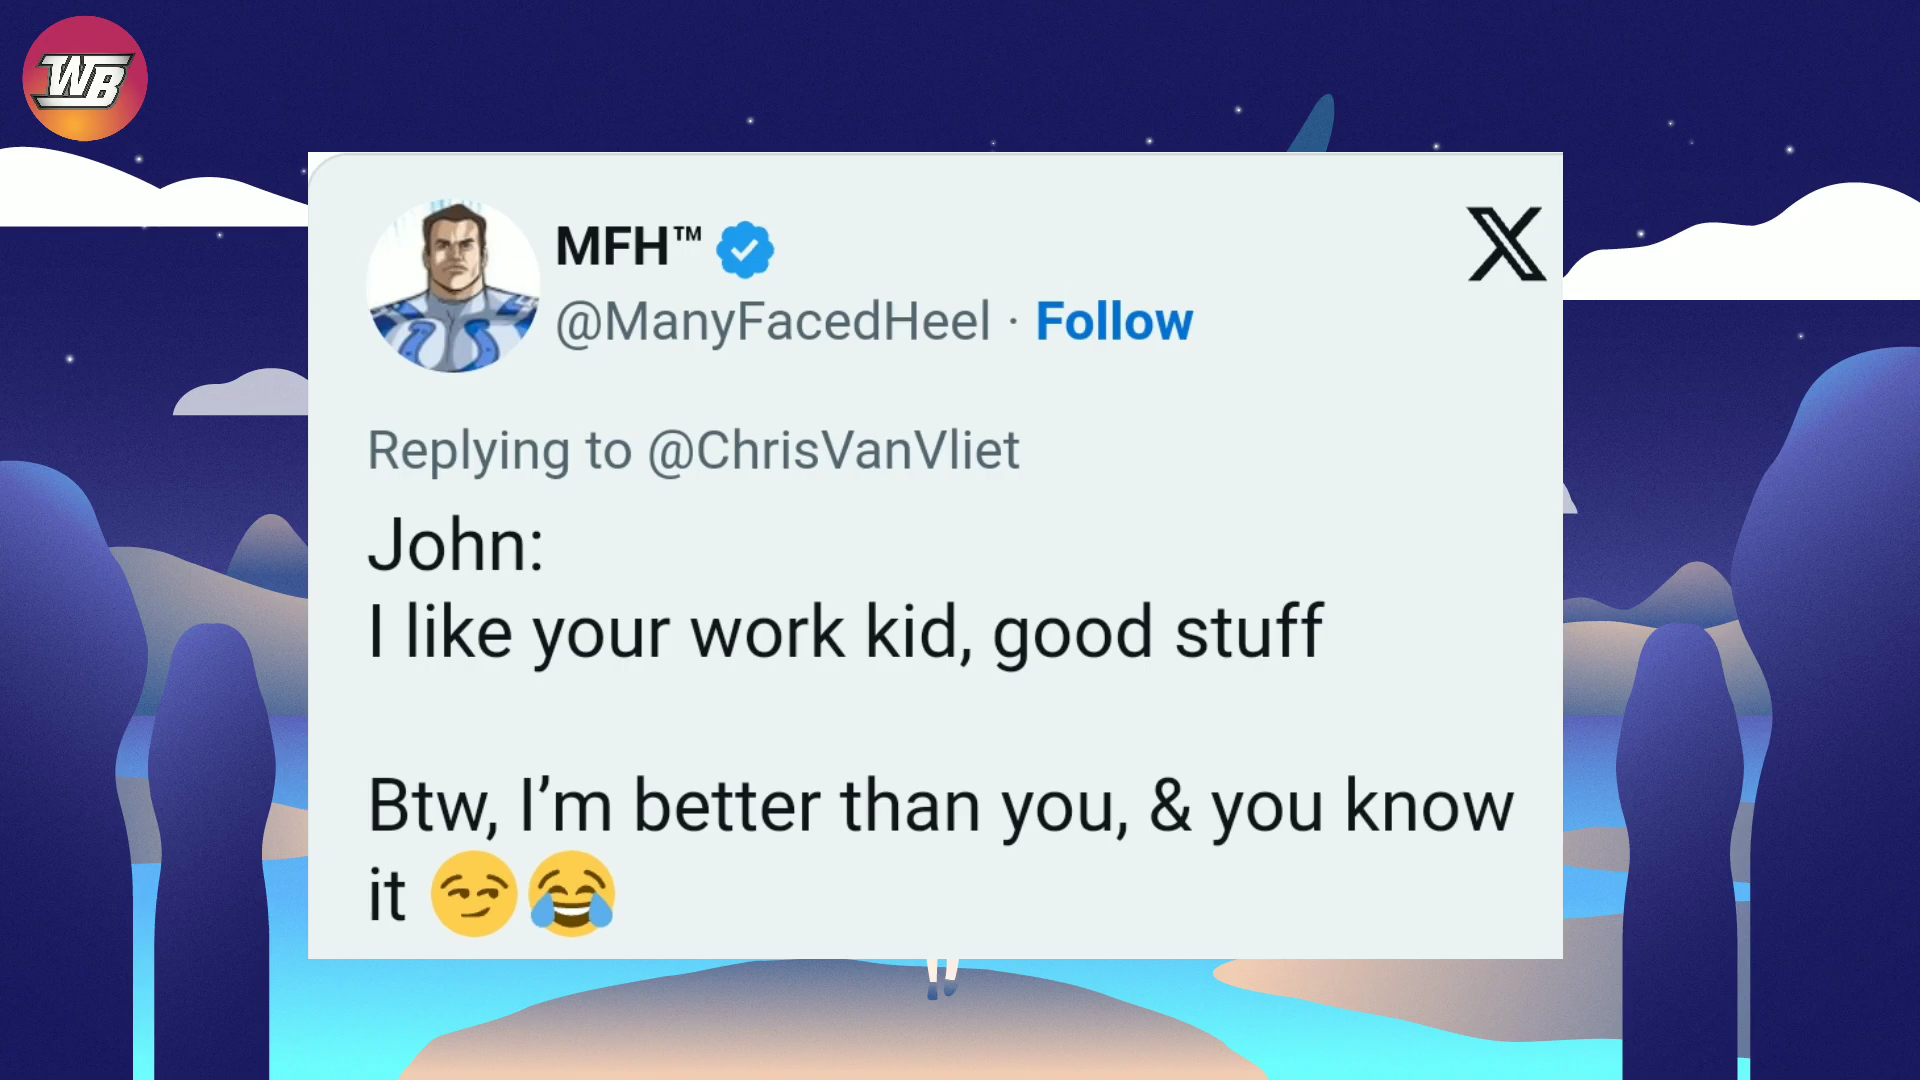 WB
MFH™
@ManyFacedHeel · Follow
Replying to @ChrisVanVliet
John:
I like your work kid, good stuff
Btw, I’m better than you, & you know
it 😏😂